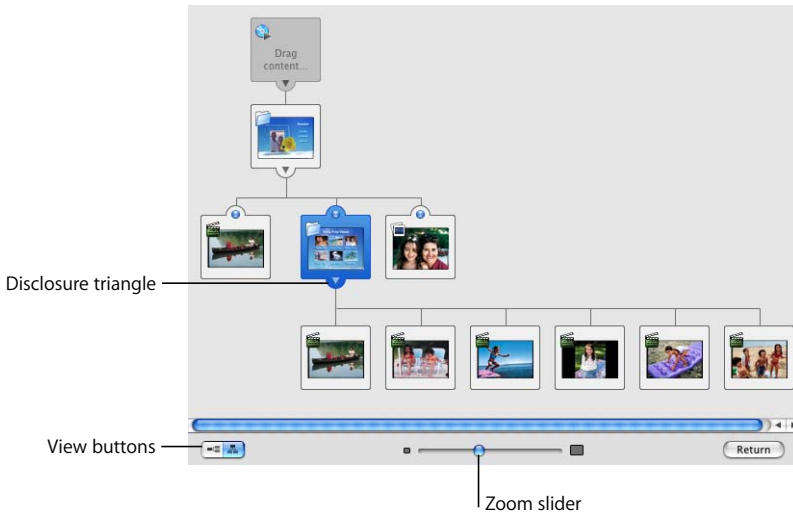 Drag
content...
Disclosure triangle
View buttons
Return
Zoom slider